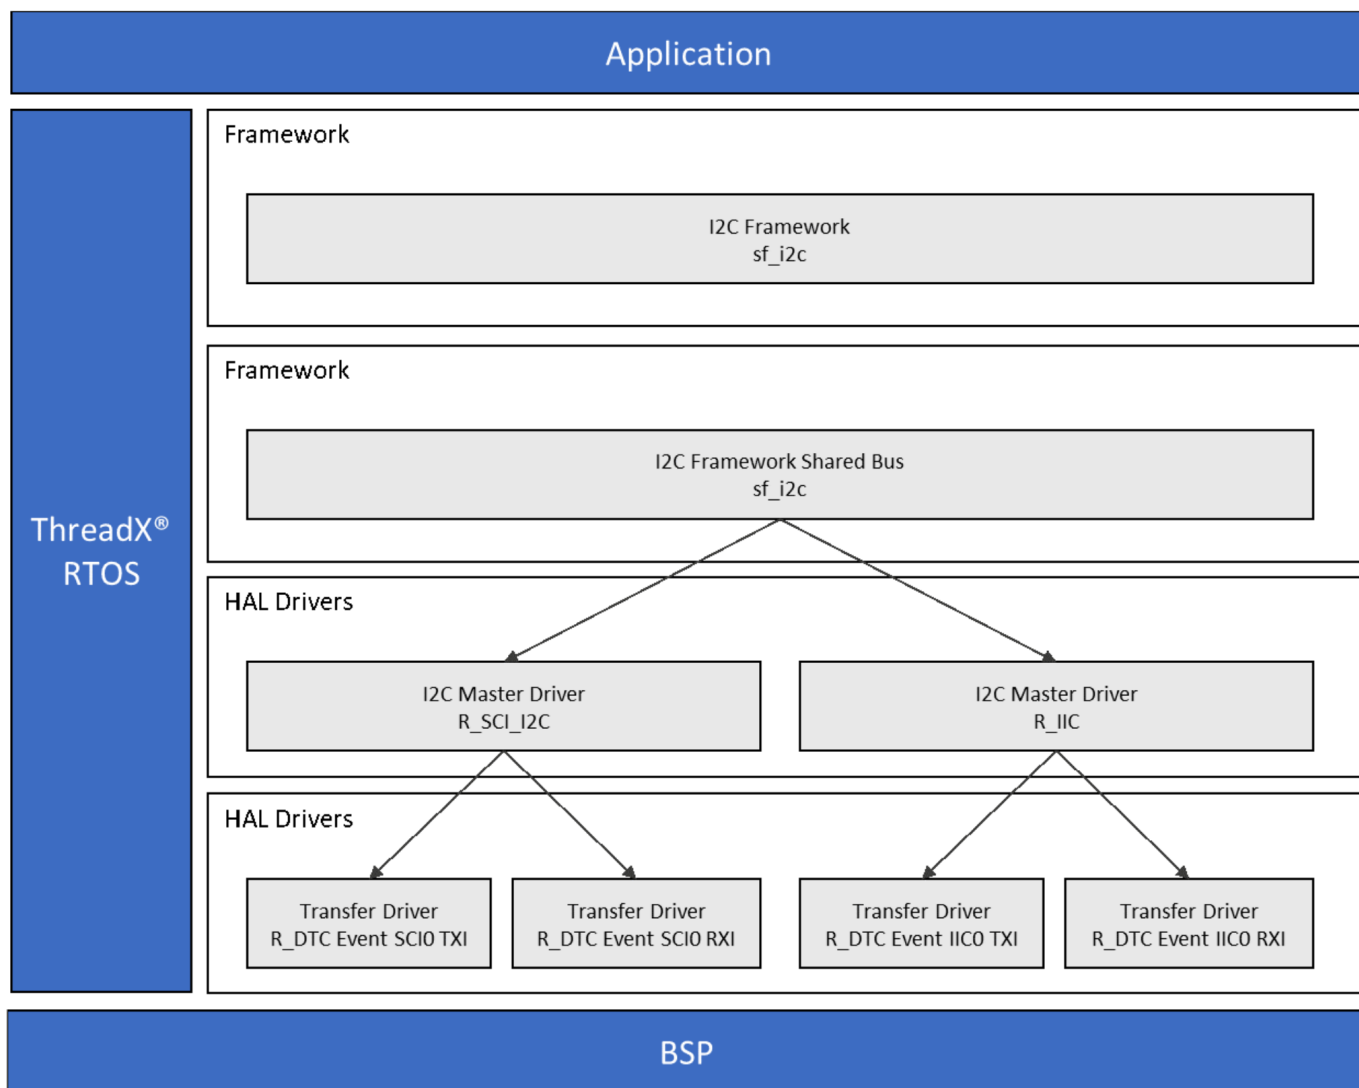 Application
ThreadX®
RTOS
Framework
I2C Framework
sf_i2c
Framework
I2C Framework Shared Bus
sf_i2c
HAL Drivers
I2C Master Driver
R_SCI_I2C
I2C Master Driver
R_IIC
HAL Drivers
Transfer Driver
R_DTC Event SCI0 TXI
Transfer Driver
R_DTC Event SCI0 RXI
Transfer Driver
R_DTC Event IIC0 TXI
Transfer Driver
R_DTC Event IIC0 RXI
BSP